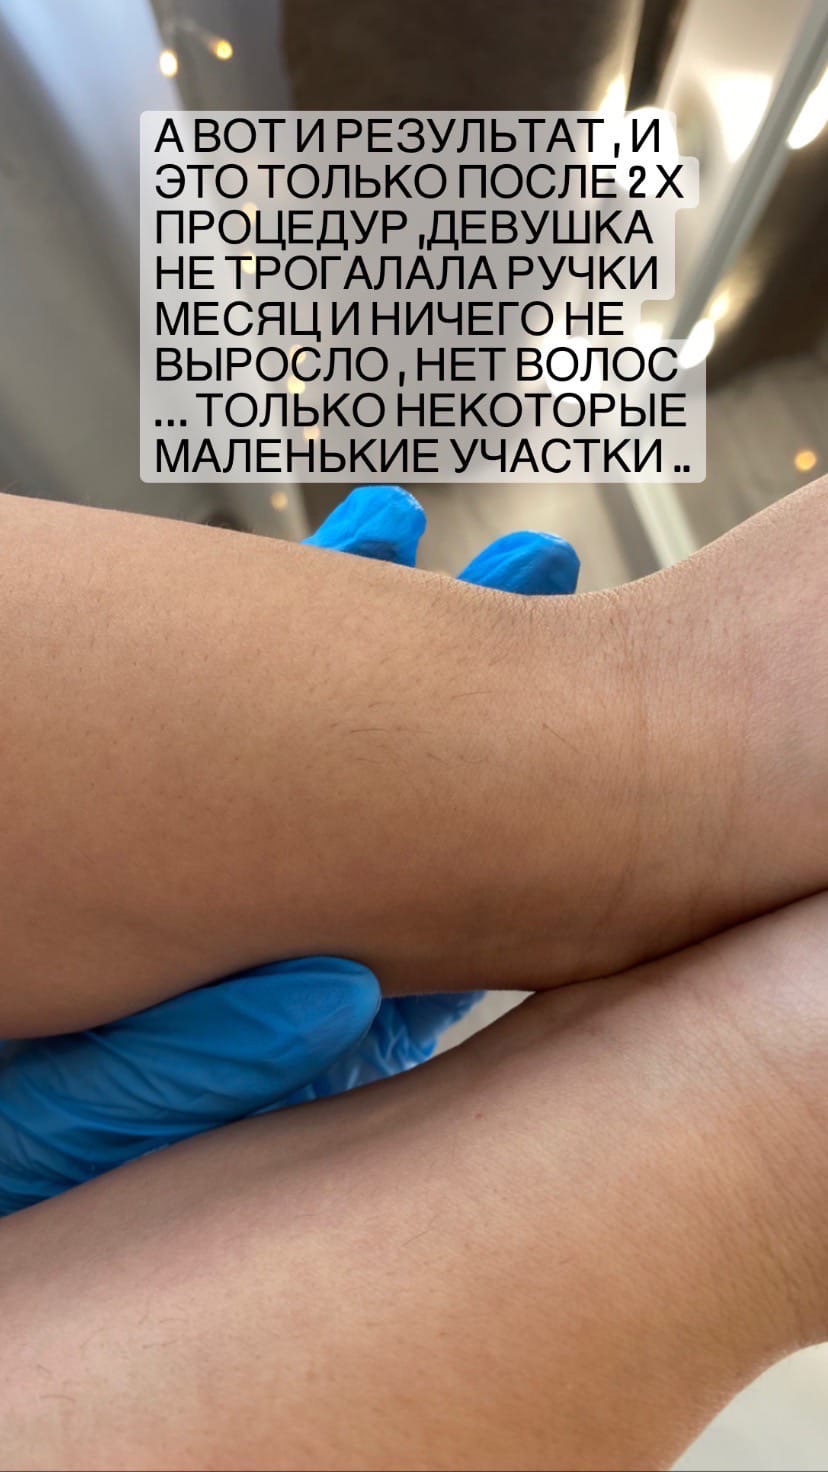 А ВОТ И РЕЗУЛЬТАТ , И
ЭТО ТОЛЬКО ПОСЛЕ 2 Х
ПРОЦЕДУР ,ДЕВУШКА
НЕ ТРОГАЛАЛА РУЧКИ
МЕСЯЦ И НИЧЕГО НЕ
ВЫРОСЛО , НЕТ ВОЛОС
... ТОЛЬКО НЕКОТОРЫЕ
МАЛЕНЬКИЕ УЧАСТКИ ..